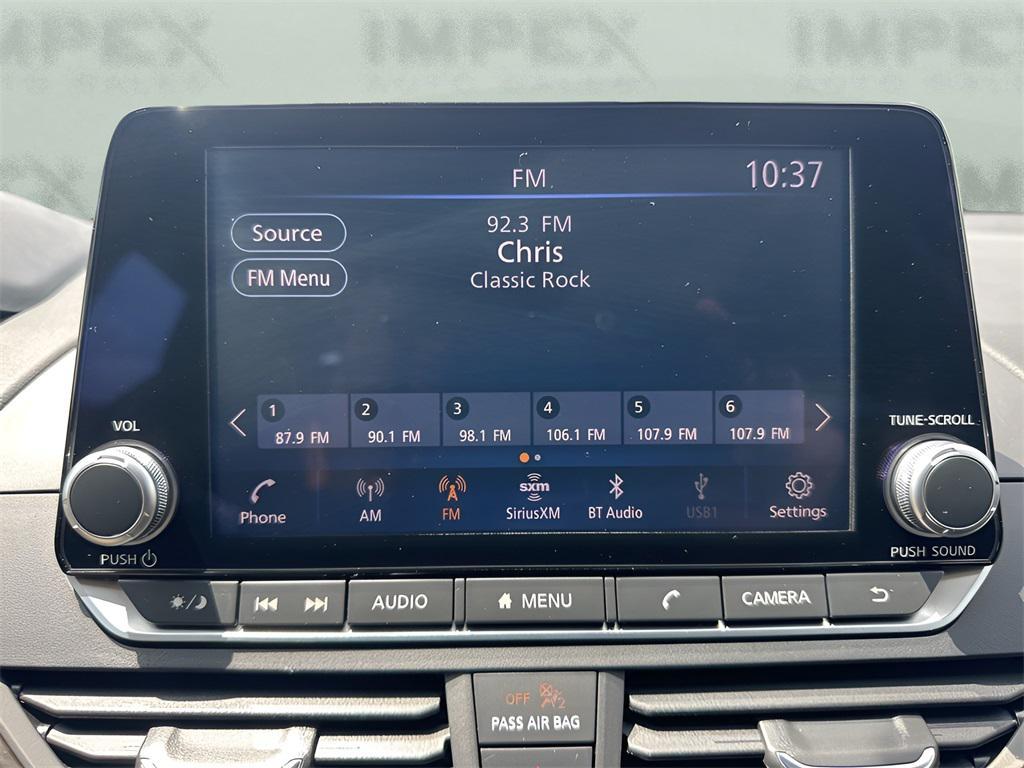 IMPEX IMPEX IMPEX
FM 10:37
Source
92.3 FM
Chris
FM Menu
Classic Rock
1 2 3 4 5 6
87.9 FM 90.1 FM 98.1 FM 106.1 FM 107.9 FM 107.9 FM
VOL
TUNE-SCROLL
sxm
Phone AM FM SiriusXM BT Audio USB1 Settings
PUSH
PUSH SOUND
AUDIO MENU CAMERA
OFF
2
PASS AIR BAG